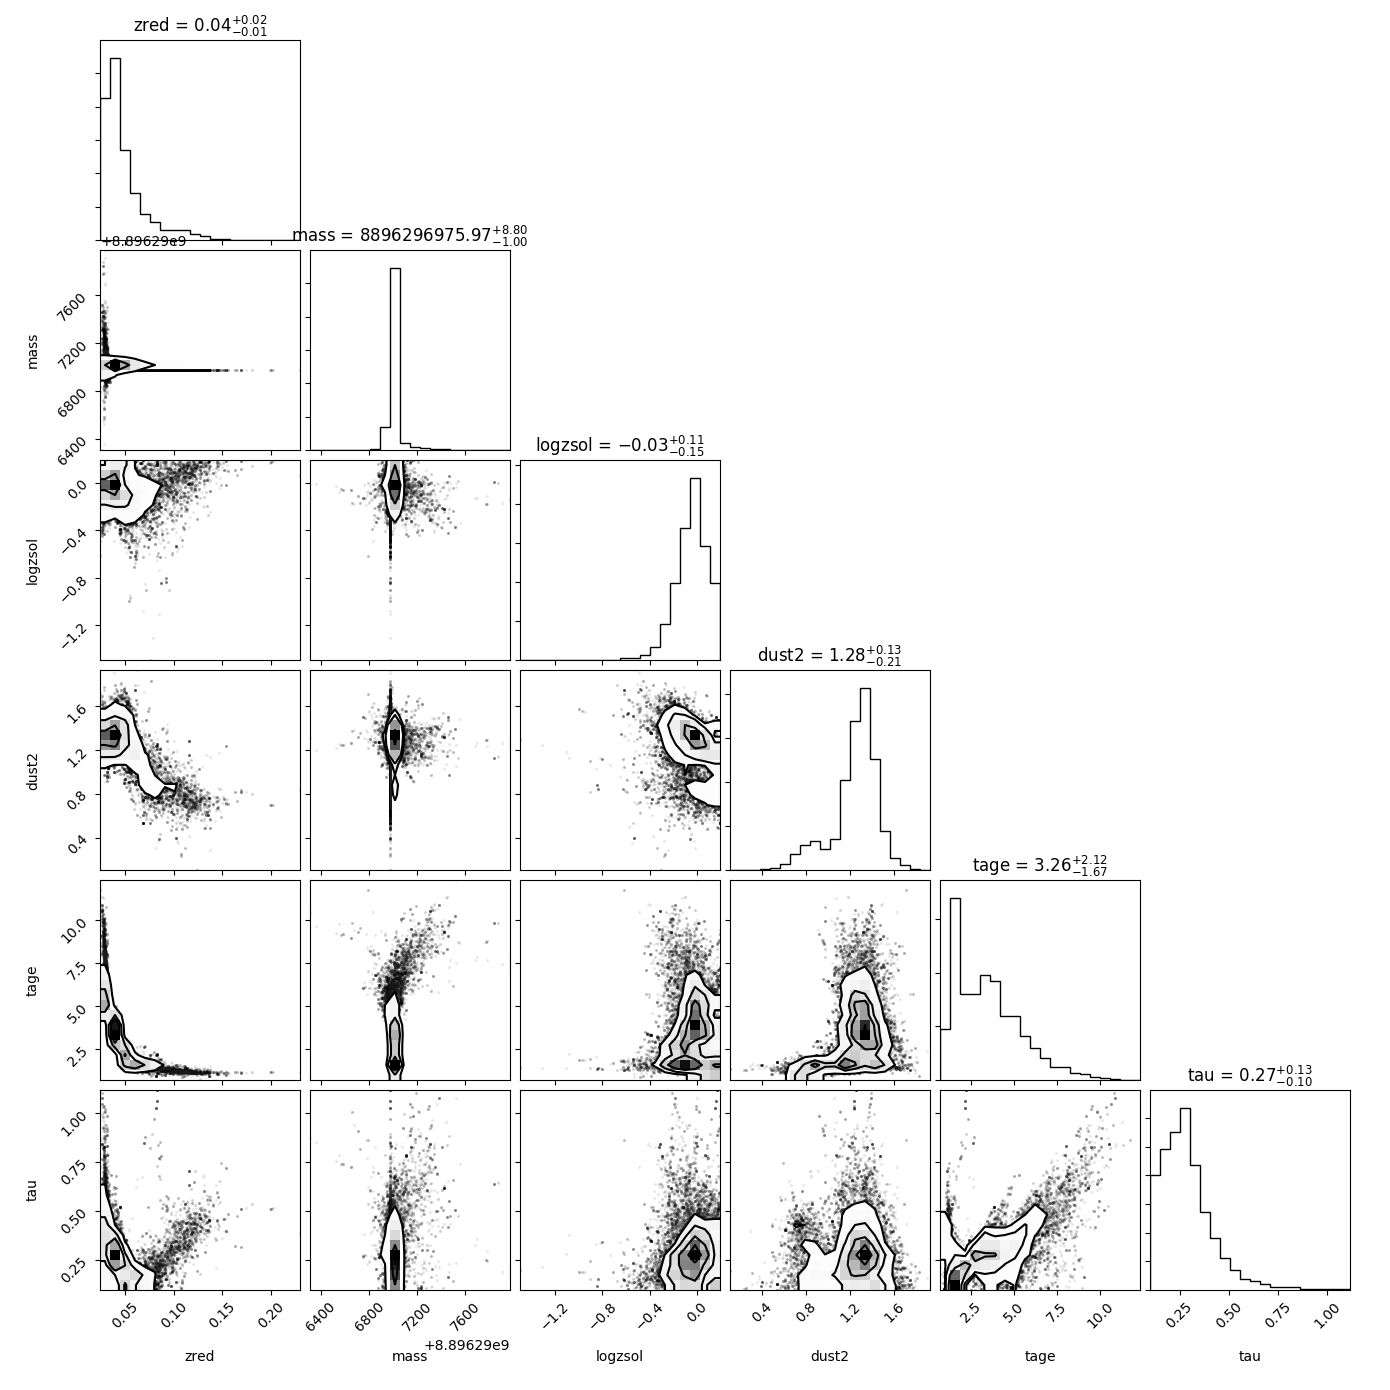 zred = 0.04+0.02−0.01
+8.89629e9
mass = 8896296975.97+8.80−1.00
mass
7600
7200
6800
6400
logzsol = −0.03+0.11−0.15
logzsol
0.0
−0.4
−0.8
−1.2
dust2 = 1.28+0.13−0.21
dust2
1.6
1.2
0.8
0.4
tage = 3.26+2.12−1.67
tage
10.0
7.5
5.0
2.5
tau = 0.27+0.13−0.10
tau
1.00
0.75
0.50
0.25
0.05 0.10 0.15 0.20
6400 6800 7200 7600
−1.2 −0.8 −0.4 0.0
0.4 0.8 1.2 1.6
2.5 5.0 7.5 10.0
0.25 0.50 0.75 1.00
+8.89629e9
zred mass logzsol dust2 tage tau